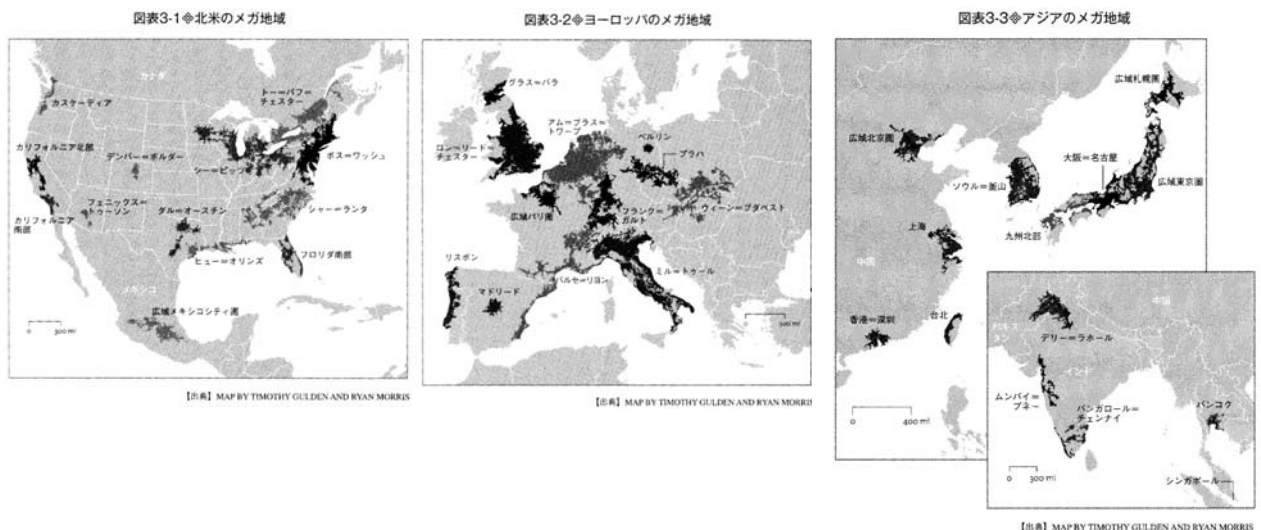 図表3-1◈北米のメガ地域
カナダ
カスケーディア
トー=バフ=
チェスター
カリフォルニア北部
デンバー=ボルダー
シー=ピッツ
ボス=ワッシュ
フェニックス=
トゥーソン
カリフォルニア
南部
ダル=オースチン
シャー=ランタ
ヒュー=オリンズ
フロリダ南部
メキシコ
広域メキシコシティ圏
0 300 mi
【出典】MAP BY TIMOTHY GULDEN AND RYAN MORRIS
図表3-2◈ヨーロッパのメガ地域
グラス=バラ
アム=ブラス=
トワープ
ベルリン
ロン=リード=
チェスター
プラハ
広域パリ圏
フランク=
ガルト
ウィーン=ブダペスト
リスボン
マドリード
バルセ=リヨン
ミル=トゥール
【出典】MAP BY TIMOTHY GULDEN AND RYAN MORRIS
図表3-3◈アジアのメガ地域
広域札幌圏
広域北京圏
大阪=名古屋
ソウル=釜山
広域東京圏
九州北部
上海
中国
香港=深圳
台北
0 400 mi
中国
パキス
タン
デリー=ラホール
インド
ムンバイ=
プネー
バンガロール=
チェンナイ
バンコク
0 300 mi
シンガポール
【出典】MAP BY TIMOTHY GULDEN AND RYAN MORRIS